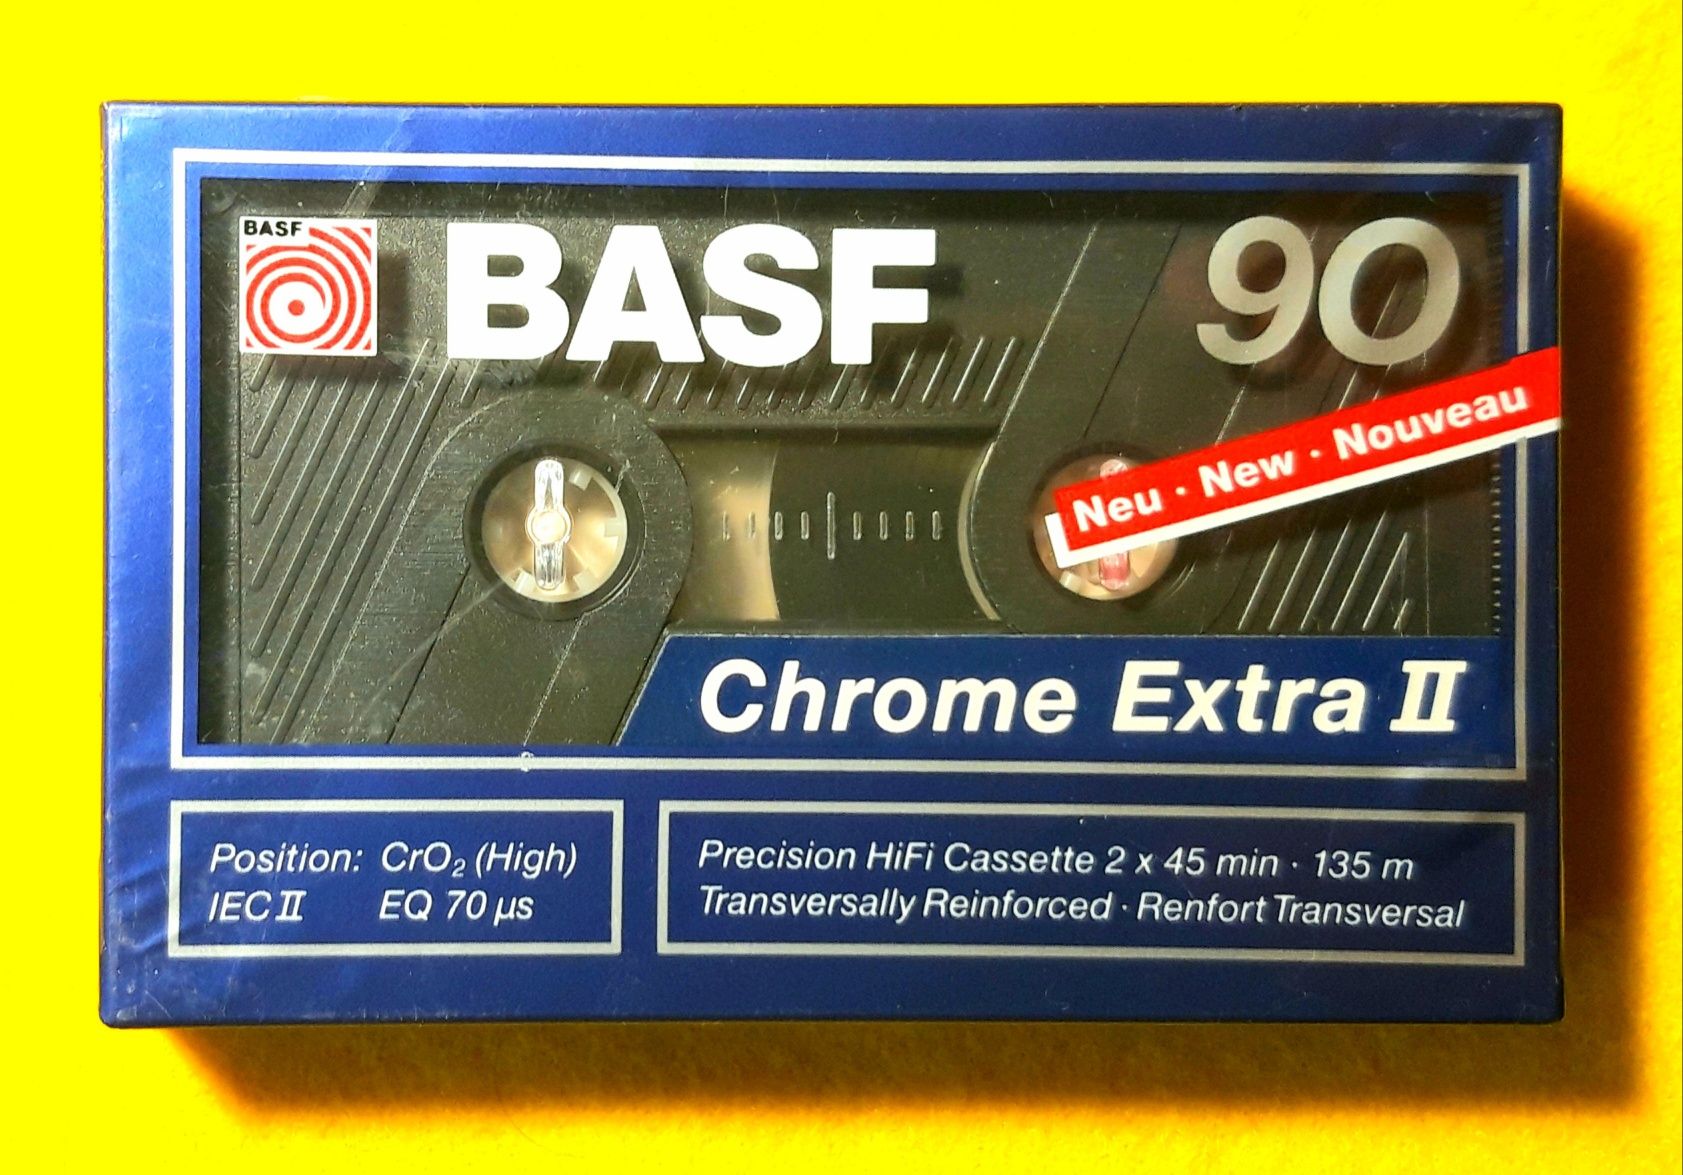 BASF
BASF
90
Neu · New · Nouveau
Chrome Extra II
Position: CrO₂ (High)
IEC II EQ 70 µs
Precision HiFi Cassette 2 x 45 min · 135 m
Transversally Reinforced · Renfort Transversal